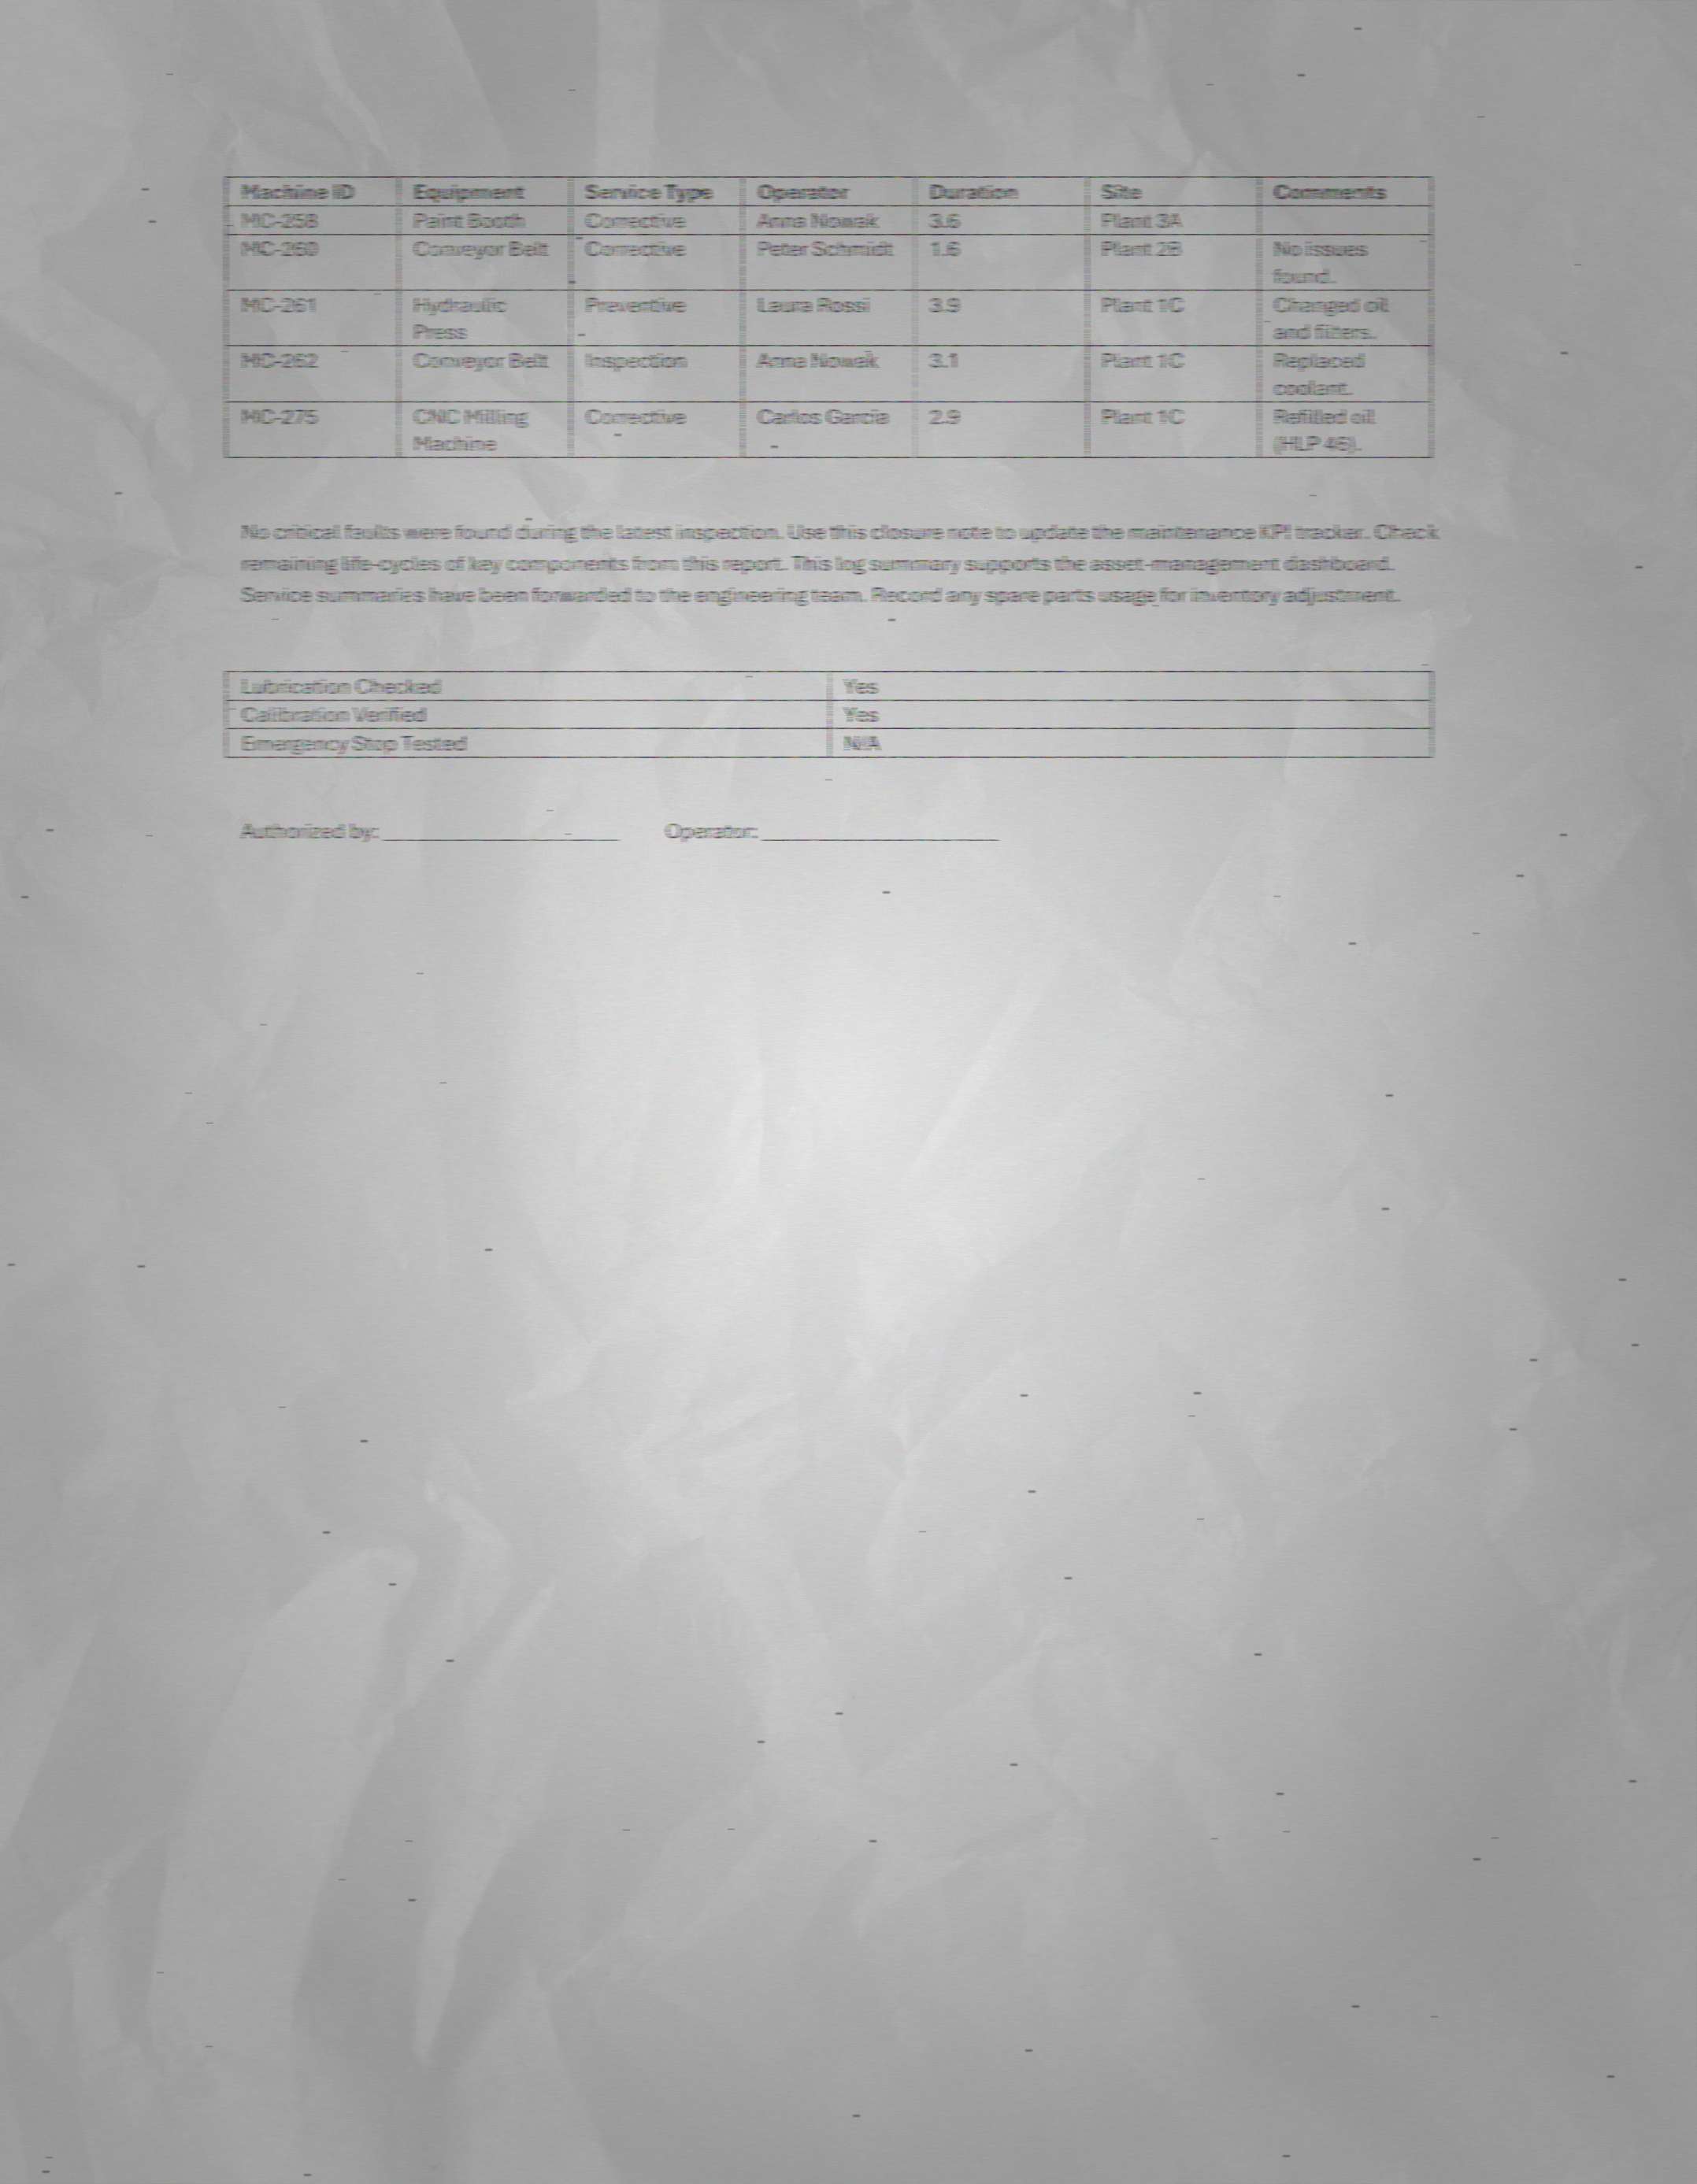 Machine ID Equipment Service Type Operator Duration Site Comments
MC-258 Paint Booth Corrective Anna Nowak 3.6 Plant 3A
MC-260 Conveyor Belt Corrective Peter Schmidt 1.6 Plant 2B No issues
found.
MC-261 Hydraulic Preventive Laura Rossi 3.9 Plant 1C Changed oil
Press and filters.
MC-262 Conveyor Belt Inspection Anna Nowak 3.1 Plant 1C Replaced
coolant.
MC-275 CNC Milling Corrective Carlos Garcia 2.9 Plant 1C Refilled oil
Machine (HLP 46).
No critical faults were found during the latest inspection. Use this closure note to update the maintenance KPI tracker. Check
remaining life-cycles of key components from this report. This log summary supports the asset-management dashboard.
Service summaries have been forwarded to the engineering team. Record any spare parts usage for inventory adjustment.
Lubrication Checked Yes
Calibration Verified Yes
Emergency Stop Tested N/A
Authorized by: Operator: